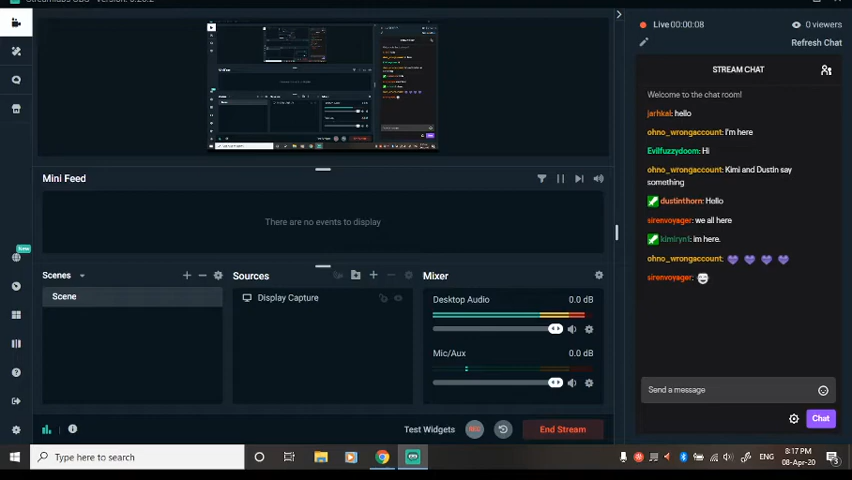 Live 00:00:08
0 viewers
Refresh Chat
STREAM CHAT
Welcome to the chat room!
jarhkal: hello
ohno_wrongaccount: I'm here
Evilfuzzydoom: Hi
ohno_wrongaccount: Kimi and Dustin say
something
dustinthorn: Hello
sirenvoyager: we all here
kimiryn1: im here.
ohno_wrongaccount:
sirenvoyager:
Send a message
Chat
Mini Feed
There are no events to display
New
Scenes
Sources
Mixer
Scene
Display Capture
Desktop Audio 0.0 dB
Mic/Aux 0.0 dB
Test Widgets
REC
End Stream
Type here to search
ENG
8:17 PM
08-Apr-20
3